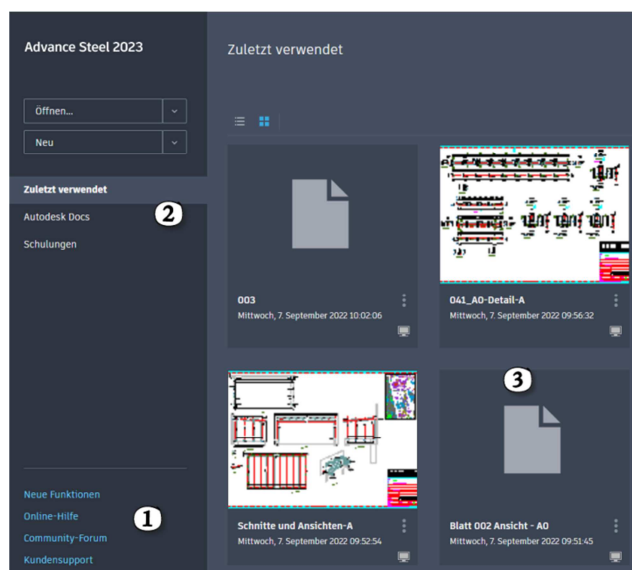 Advance Steel 2023
Öffnen...
Neu
Zuletzt verwendet
2
Autodesk Docs
Schulungen
Neue Funktionen
Online-Hilfe
1
Community-Forum
Kundensupport
Zuletzt verwendet
003
Mittwoch, 7. September 2022 10:02:06
041_A0-Detail-A
Mittwoch, 7. September 2022 09:56:32
Schnitte und Ansichten-A
Mittwoch, 7. September 2022 09:52:54
3
Blatt 002 Ansicht - A0
Mittwoch, 7. September 2022 09:51:45